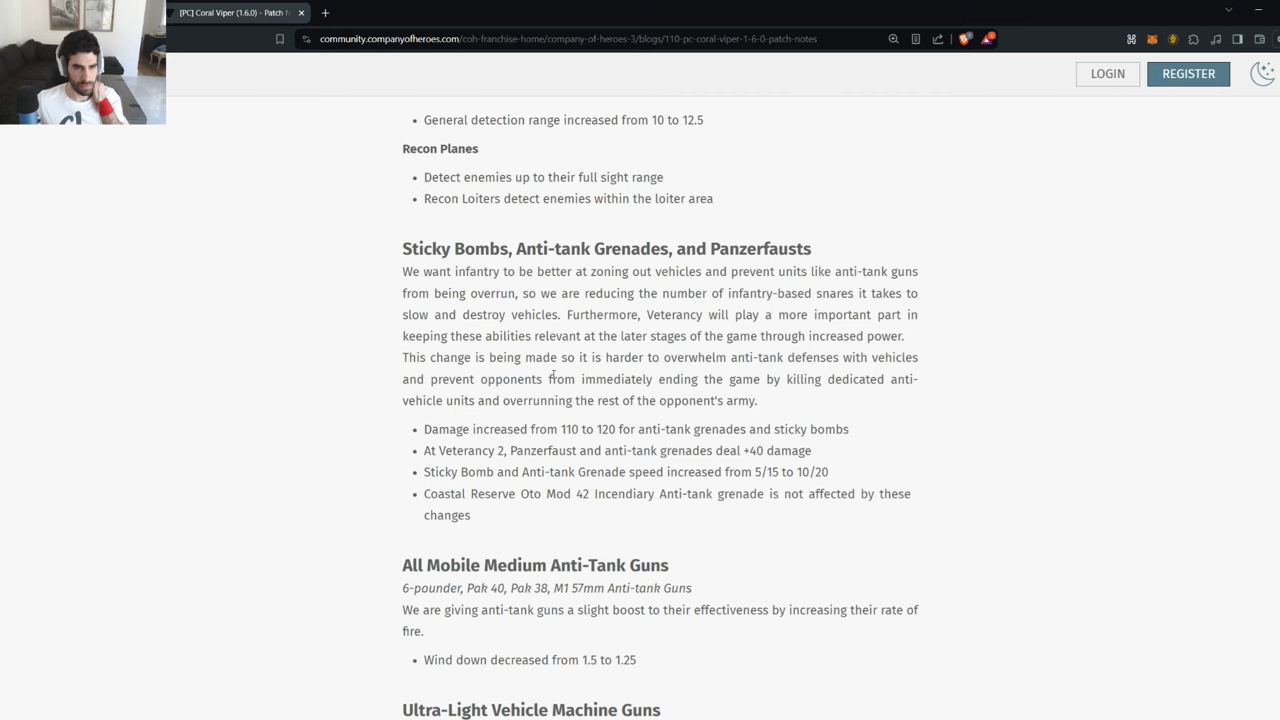 [PC] Coral Viper (1.6.0) - Patch N
community.companyofheroes.com/coh-franchise-home/company-of-heroes-3/blogs/110-pc-coral-viper-1-6-0-patch-notes
LOGIN
REGISTER
• General detection range increased from 10 to 12.5
Recon Planes
• Detect enemies up to their full sight range
• Recon Loiters detect enemies within the loiter area
Sticky Bombs, Anti-tank Grenades, and Panzerfausts
We want infantry to be better at zoning out vehicles and prevent units like anti-tank guns
from being overrun, so we are reducing the number of infantry-based snares it takes to
slow and destroy vehicles. Furthermore, Veterancy will play a more important part in
keeping these abilities relevant at the later stages of the game through increased power.
This change is being made so it is harder to overwhelm anti-tank defenses with vehicles
and prevent opponents from immediately ending the game by killing dedicated anti-
vehicle units and overrunning the rest of the opponent's army.
• Damage increased from 110 to 120 for anti-tank grenades and sticky bombs
• At Veterancy 2, Panzerfaust and anti-tank grenades deal +40 damage
• Sticky Bomb and Anti-tank Grenade speed increased from 5/15 to 10/20
• Coastal Reserve Oto Mod 42 Incendiary Anti-tank grenade is not affected by these
changes
All Mobile Medium Anti-Tank Guns
6-pounder, Pak 40, Pak 38, M1 57mm Anti-tank Guns
We are giving anti-tank guns a slight boost to their effectiveness by increasing their rate of
fire.
• Wind down decreased from 1.5 to 1.25
Ultra-Light Vehicle Machine Guns